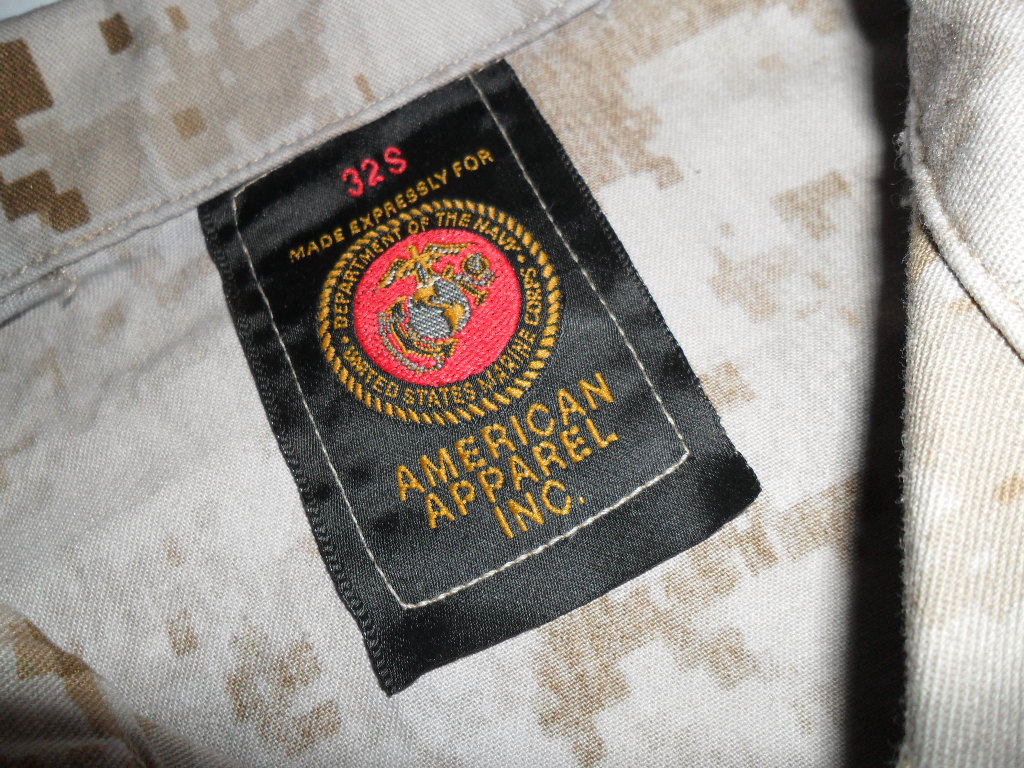 32S
MADE EXPRESSLY FOR
DEPARTMENT OF THE NAVY
UNITED STATES MARINE CORPS
AMERICAN
APPAREL
INC.